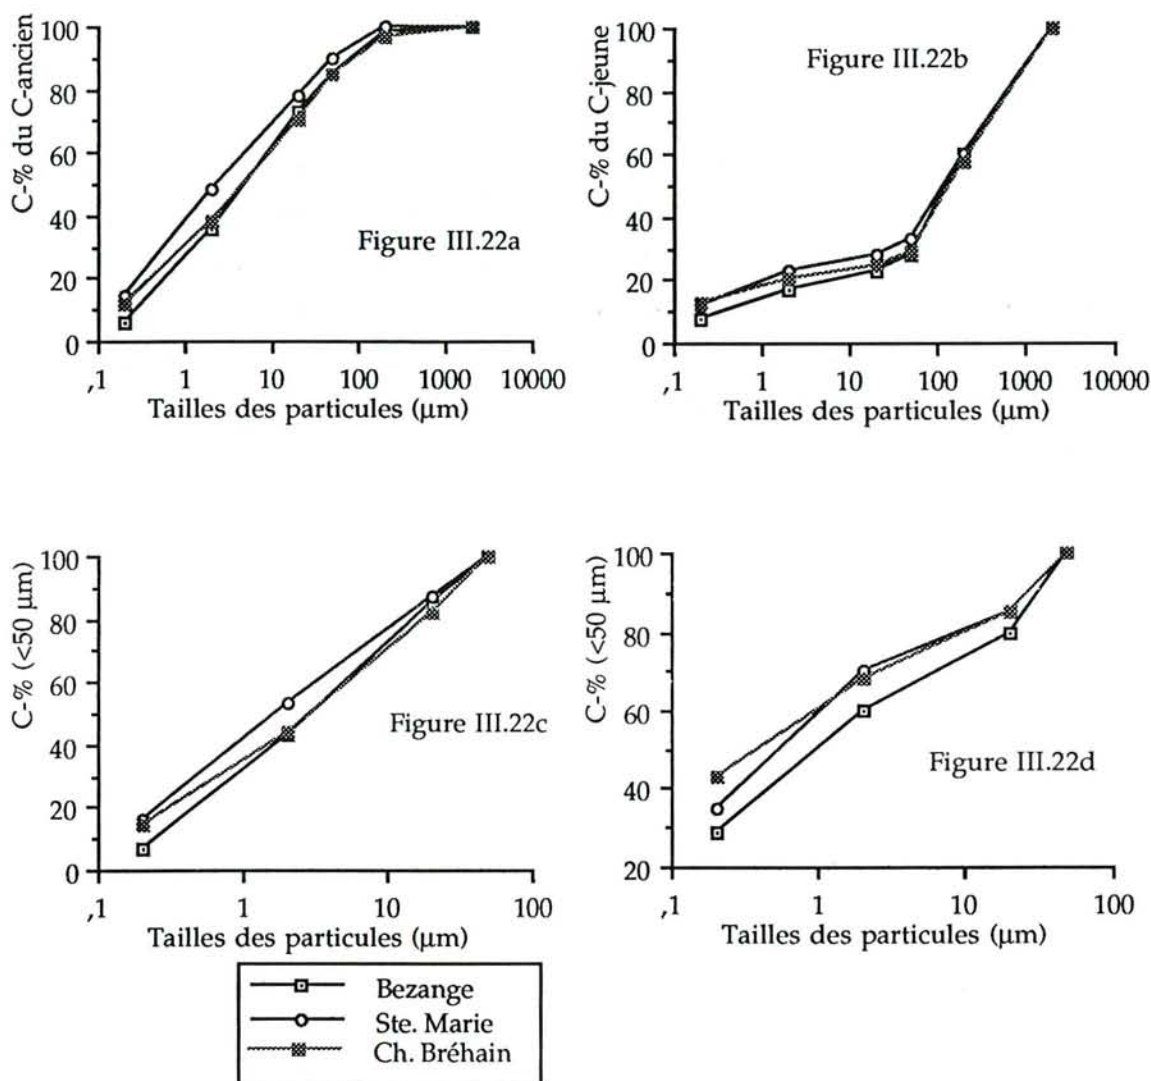 100
80
60
40
20
0
C-% du C-ancien
Figure III.22a
,1 1 10 100 1000 10000
Tailles des particules (µm)
100
80
60
40
20
0
C-% du C-jeune
Figure III.22b
,1 1 10 100 1000 10000
Tailles des particules (µm)
100
80
60
40
20
0
C-% (<50 µm)
Figure III.22c
,1 1 10 100
Tailles des particules (µm)
100
80
60
40
20
C-% (<50 µm)
Figure III.22d
,1 1 10 100
Tailles des particules (µm)
Bezange
Ste. Marie
Ch. Bréhain